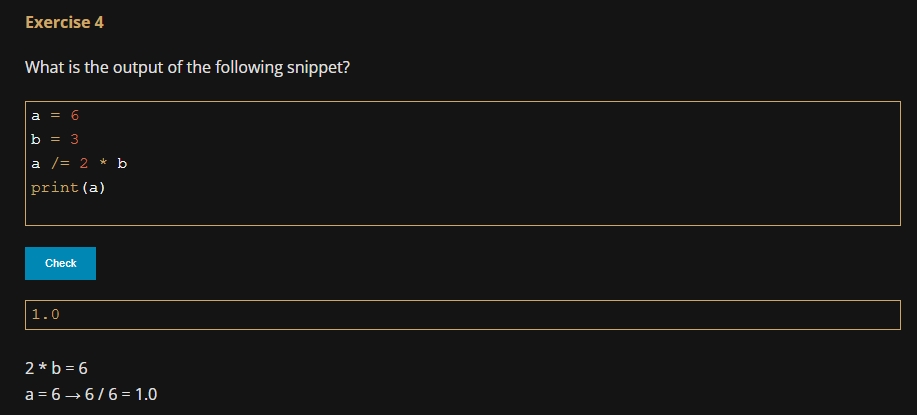 Exercise 4
What is the output of the following snippet?
a = 6
b = 3
a /= 2 * b
print(a)
Check
1.0
2 * b = 6
a = 6 → 6 / 6 = 1.0